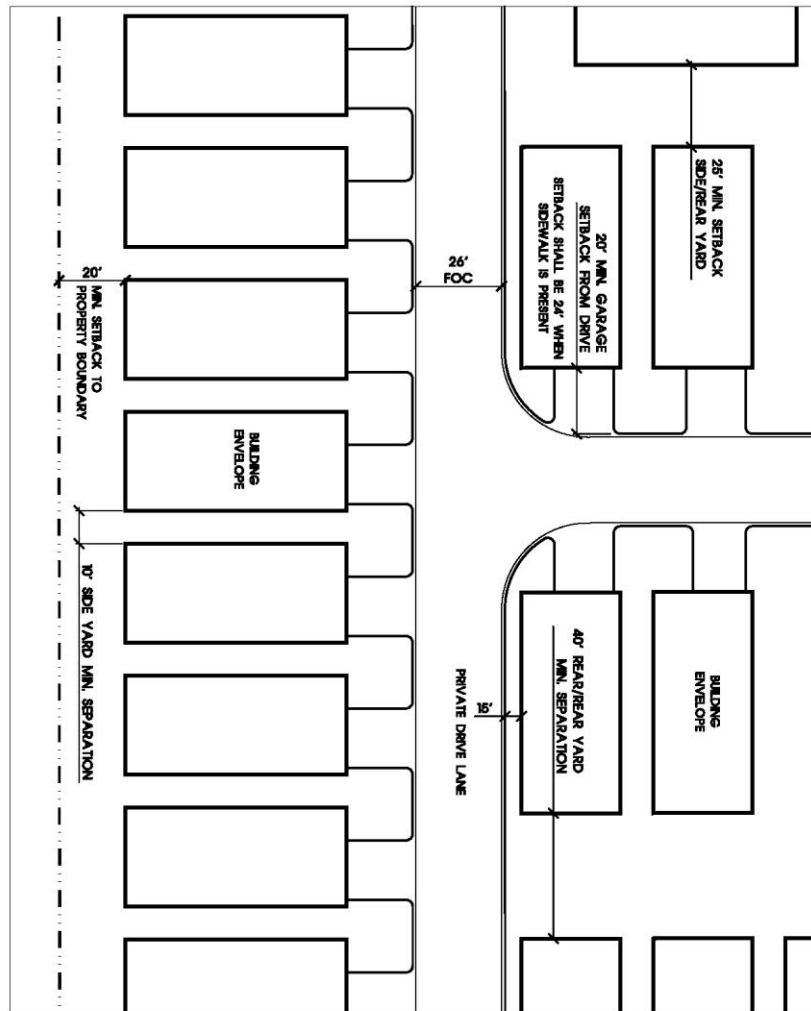 25' MIN. SETBACK
SIDE/REAR YARD
20' MIN. GARAGE
SETBACK FROM DRIVE
SETBACK SHALL BE 24' WHEN
SIDEWALK IS PRESENT
26'
FOC
20'
MIN. SETBACK TO
PROPERTY BOUNDARY
BUILDING
ENVELOPE
10' SIDE YARD MIN. SEPARATION
PRIVATE DRIVE LANE
15'
40' REAR/REAR YARD
MIN. SEPARATION
BUILDING
ENVELOPE